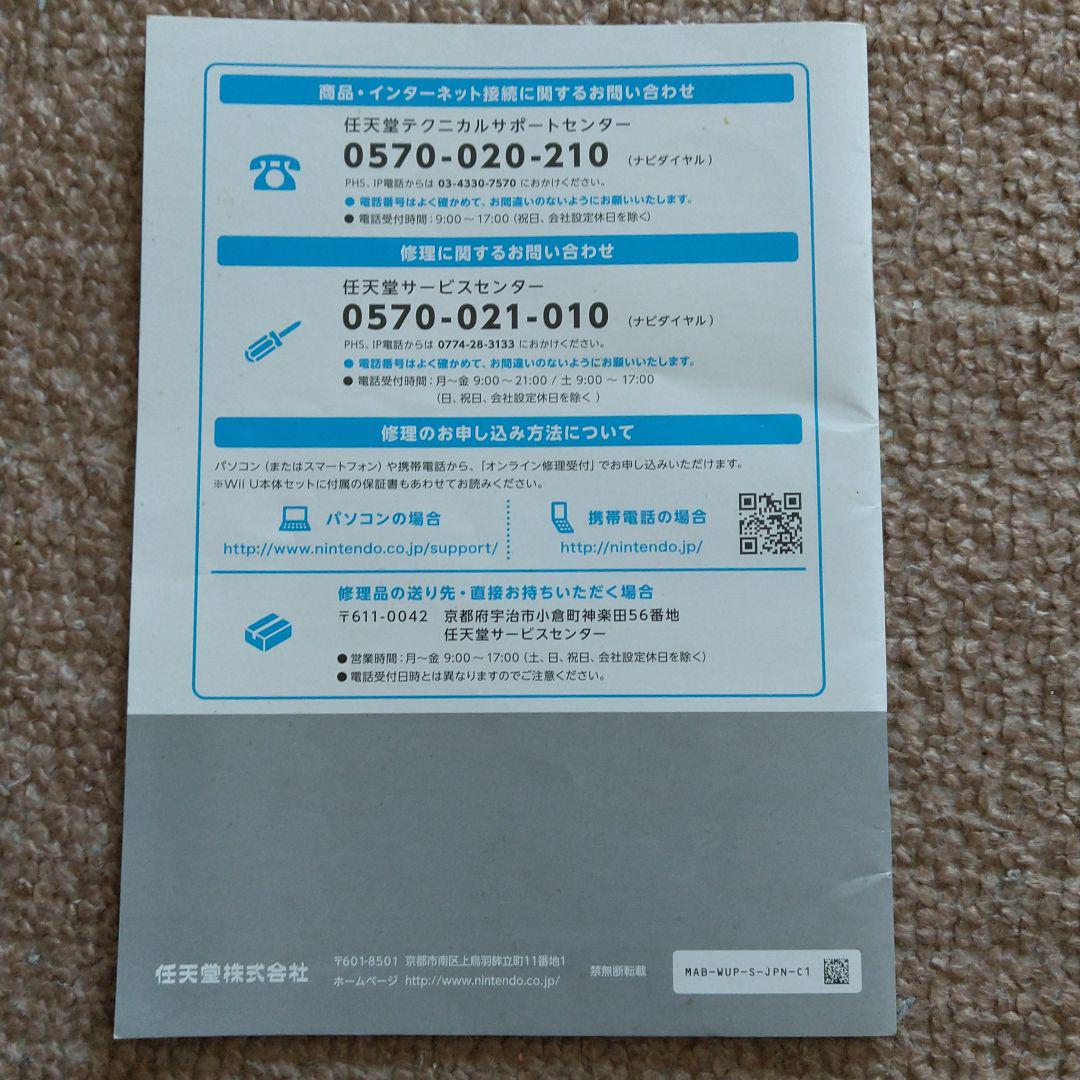 商品・インターネット接続に関するお問い合わせ
任天堂テクニカルサポートセンター
0570-020-210 (ナビダイヤル)
PHS、IP電話からは 03-4330-7570 におかけください。
● 電話番号はよく確かめて、お間違いのないようにお願いいたします。
● 電話受付時間：9:00～17:00（祝日、会社設定休日を除く）
修理に関するお問い合わせ
任天堂サービスセンター
0570-021-010 (ナビダイヤル)
PHS、IP電話からは 0774-28-3133 におかけください。
● 電話番号はよく確かめて、お間違いのないようにお願いいたします。
● 電話受付時間：月～金 9:00～21:00 / 土 9:00 ～ 17:00
（日、祝日、会社設定休日を除く）
修理のお申し込み方法について
パソコン（またはスマートフォン）や携帯電話から、「オンライン修理受付」でお申し込みいただけます。
※Wii U本体セットに付属の保証書もあわせてお読みください。
パソコンの場合
http://www.nintendo.co.jp/support/
携帯電話の場合
http://nintendo.jp/
修理品の送り先・直接お持ちいただく場合
〒611-0042 京都府宇治市小倉町神楽田56番地
任天堂サービスセンター
● 営業時間：月～金 9:00～17:00（土、日、祝日、会社設定休日を除く）
● 電話受付日時とは異なりますのでご注意ください。
任天堂株式会社
〒601-8501 京都市南区上鳥羽鉾立町11番地1
ホームページ http://www.nintendo.co.jp/
禁無断転載
MAB-WUP-S-JPN-C1